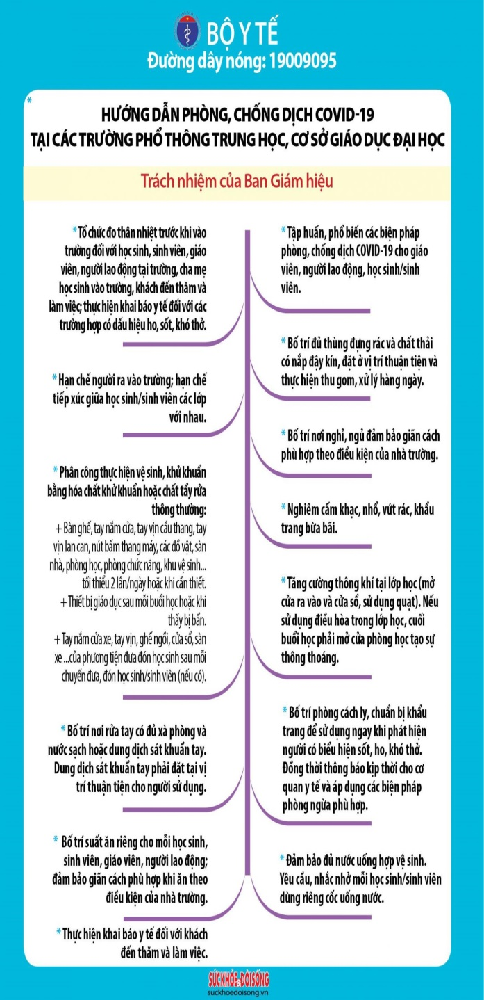 BỘ Y TẾ
Đường dây nóng: 19009095
*
HƯỚNG DẪN PHÒNG, CHỐNG DỊCH COVID-19
TẠI CÁC TRƯỜNG PHỔ THÔNG TRUNG HỌC, CƠ SỞ GIÁO DỤC ĐẠI HỌC
Trách nhiệm của Ban Giám hiệu
* Tổ chức đo thân nhiệt trước khi vào
trường đối với học sinh, sinh viên, giáo
viên, người lao động tại trường, cha mẹ
học sinh vào trường, khách đến thăm và
làm việc; thực hiện khai báo y tế đối với các
trường hợp có dấu hiệu ho, sốt, khó thở.
* Hạn chế người ra vào trường; hạn chế
tiếp xúc giữa học sinh/sinh viên các lớp
với nhau.
* Phân công thực hiện vệ sinh, khử khuẩn
bằng hóa chất khử khuẩn hoặc chất tẩy rửa
thông thường:
+ Bàn ghế, tay nắm cửa, tay vịn cầu thang, tay
vịn lan can, nút bấm thang máy, các đồ vật, sàn
nhà, phòng học, phòng chức năng, khu vệ sinh...
tối thiểu 2 lần/ngày hoặc khi cần thiết.
+ Thiết bị giáo dục sau mỗi buổi học hoặc khi
thấy bị bẩn.
+ Tay nắm cửa xe, tay vịn, ghế ngồi, cửa sổ, sàn
xe ...của phương tiện đưa đón học sinh sau mỗi
chuyến đưa, đón học sinh/sinh viên (nếu có).
* Bố trí nơi rửa tay có đủ xà phòng và
nước sạch hoặc dung dịch sát khuẩn tay.
Dung dịch sát khuẩn tay phải đặt tại vị
trí thuận tiện cho người sử dụng.
* Bố trí suất ăn riêng cho mỗi học sinh,
sinh viên, giáo viên, người lao động;
đảm bảo giãn cách phù hợp khi ăn theo
điều kiện của nhà trường.
* Thực hiện khai báo y tế đối với khách
đến thăm và làm việc.
* Tập huấn, phổ biến các biện pháp
phòng, chống dịch COVID-19 cho giáo
viên, người lao động, học sinh/sinh
viên.
* Bố trí đủ thùng đựng rác và chất thải
có nắp đậy kín, đặt ở vị trí thuận tiện và
thực hiện thu gom, xử lý hàng ngày.
* Bố trí nơi nghỉ, ngủ đảm bảo giãn cách
phù hợp theo điều kiện của nhà trường.
* Nghiêm cấm khạc, nhổ, vứt rác, khẩu
trang bừa bãi.
* Tăng cường thông khí tại lớp học (mở
cửa ra vào và cửa sổ, sử dụng quạt). Nếu
sử dụng điều hòa trong lớp học, cuối
buổi học phải mở cửa phòng học tạo sự
thông thoáng.
* Bố trí phòng cách ly, chuẩn bị khẩu
trang để sử dụng ngay khi phát hiện
người có biểu hiện sốt, ho, khó thở.
Đồng thời thông báo kịp thời cho cơ
quan y tế và áp dụng các biện pháp
phòng ngừa phù hợp.
* Đảm bảo đủ nước uống hợp vệ sinh.
Yêu cầu, nhắc nhở mỗi học sinh/sinh viên
dùng riêng cốc uống nước.
SỨC KHỎE & ĐỜI SỐNG
suckhoedoisong.vn